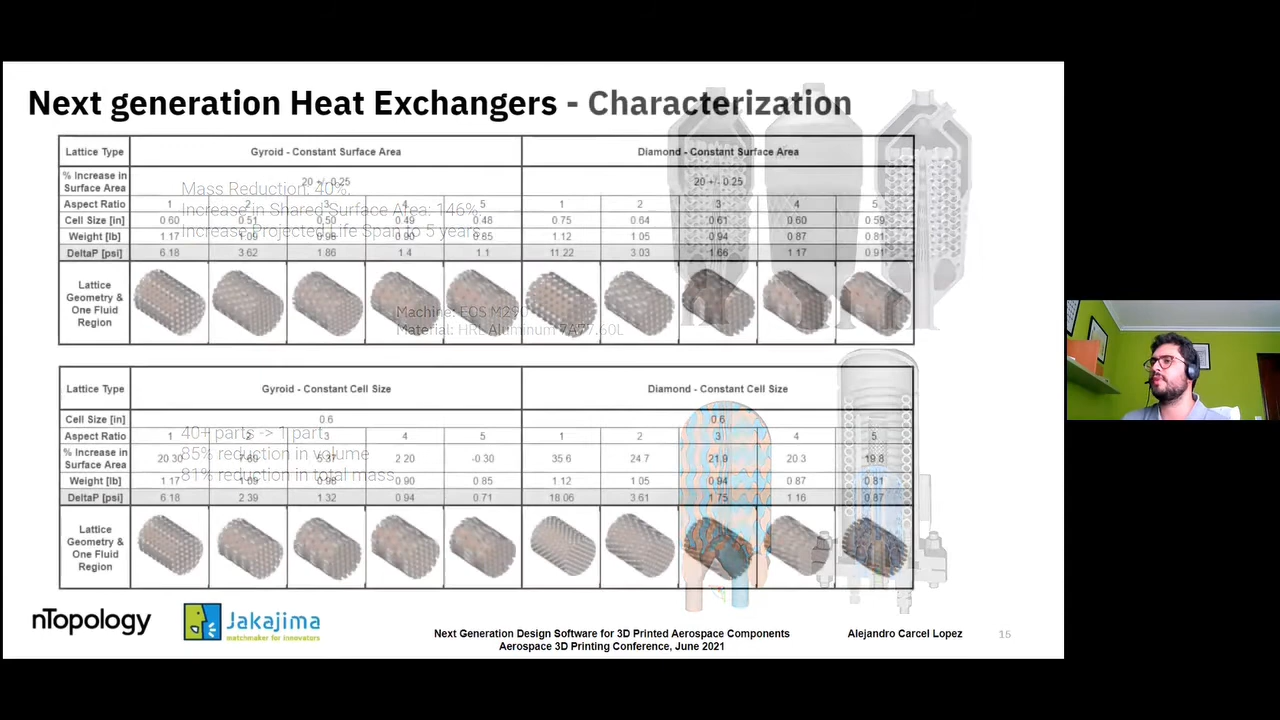 Next generation Heat Exchangers - Characterization
Lattice Type Gyroid - Constant Surface Area Diamond - Constant Surface Area
% Increase in Surface Area 20 +/- 0.25 20 +/- 0.25
Aspect Ratio 1 2 3 4 5 1 2 3 4 5
Cell Size [in] 0.60 0.51 0.50 0.49 0.48 0.75 0.64 0.61 0.60 0.59
Weight [lb] 1.17 1.09 0.98 0.90 0.85 1.12 1.05 0.94 0.87 0.81
DeltaP [psi] 6.18 3.62 1.86 1.4 1.1 11.22 3.03 1.66 1.17 0.91
Lattice
Geometry &
One Fluid
Region
Mass Reduction: 40%
Increase in Shared Surface Area: 146%
Increase Projected Life Span to 5 years
Machine: EOS M290
Material: HRL Aluminum 7A77.60L
Lattice Type Gyroid - Constant Cell Size Diamond - Constant Cell Size
Cell Size [in] 0.6 0.6
Aspect Ratio 1 2 3 4 5 1 2 3 4 5
% Increase in Surface Area 20.30 7.60 5.37 2.20 -0.30 35.6 24.7 21.9 20.3 19.8
Weight [lb] 1.17 1.09 0.98 0.90 0.85 1.12 1.05 0.94 0.87 0.81
DeltaP [psi] 6.18 2.39 1.32 0.94 0.71 18.06 3.61 1.75 1.16 0.87
Lattice
Geometry &
One Fluid
Region
40+ parts -> 1 part
85% reduction in volume
81% reduction in total mass
nTopology
Jakajima
matchmaker for innovators
Next Generation Design Software for 3D Printed Aerospace Components
Aerospace 3D Printing Conference, June 2021
Alejandro Carcel Lopez
15